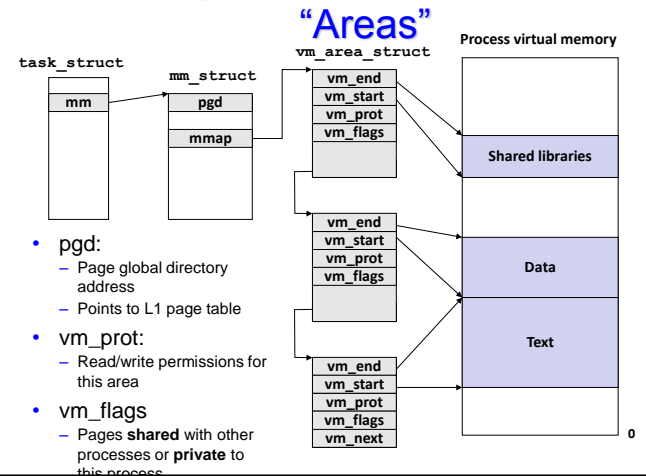 “Areas”
task_struct
mm
mm_struct
pgd
mmap
vm_area_struct
vm_end
vm_start
vm_prot
vm_flags
vm_end
vm_start
vm_prot
vm_flags
vm_end
vm_start
vm_prot
vm_flags
vm_next
Process virtual memory
Shared libraries
Data
Text
0
• pgd:
– Page global directory
address
– Points to L1 page table
• vm_prot:
– Read/write permissions for
this area
• vm_flags
– Pages shared with other
processes or private to
this process